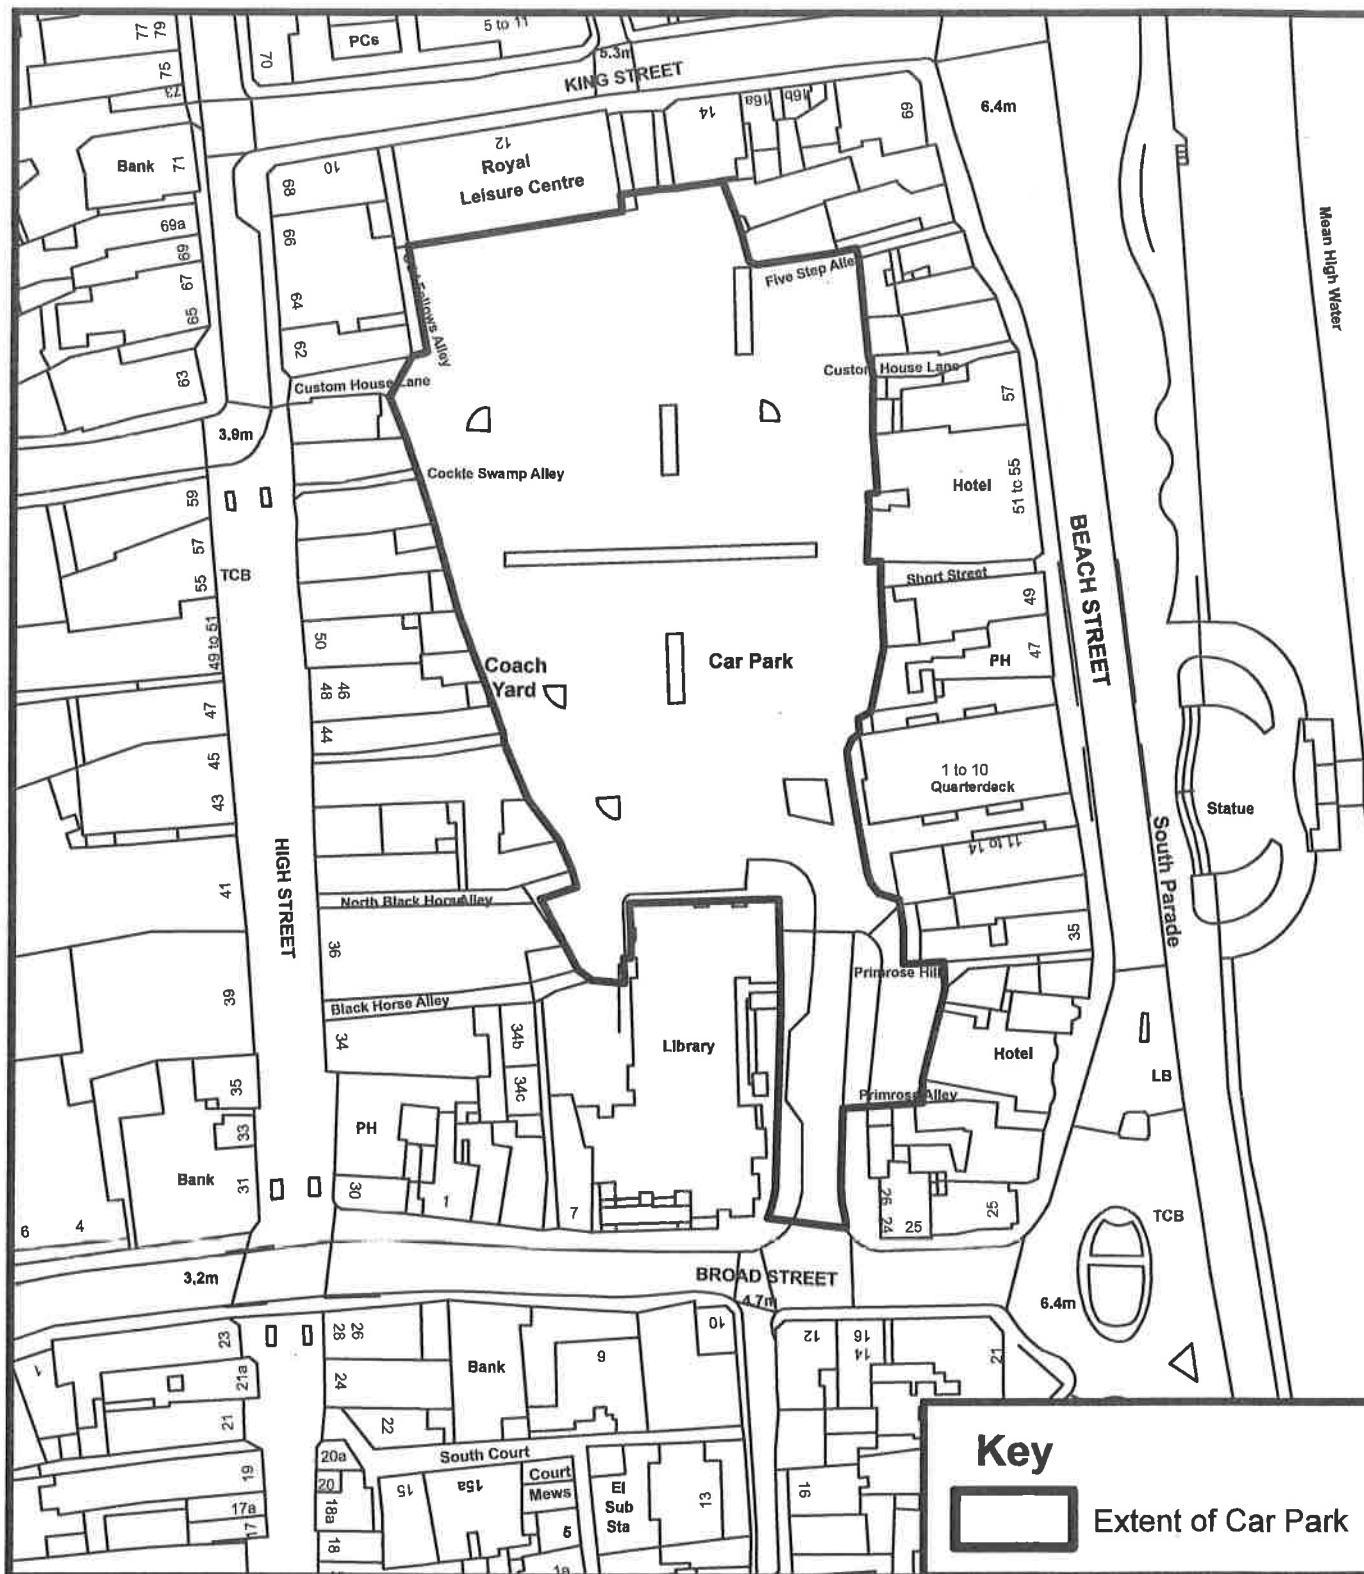 77
79
PCs
5 to 11
70
75
73
5.3m
KING STREET
6.4m
Bank
71
10
68
12
Royal
Leisure Centre
14
16a
16b
69
69a
69
67
65
66
64
62
63
Five Step Alley
Mean High Water
Custom House Lane
Custom House Lane
57
3.9m
Cockle Swamp Alley
Hotel
51 to 55
59
57
55
TCB
Short Street
49
BEACH STREET
49 to 51
50
Coach
Yard
Car Park
PH
47
48
46
47
44
45
43
1 to 10
Quarterdeck
11 to 14
Statue
South Parade
HIGH STREET
41
North Black Horse Alley
36
35
39
Primrose Hill
Black Horse Alley
34
34b
34c
Library
Hotel
LB
35
33
31
PH
Primrose Alley
Bank
30
1
7
26
24
25
25
TCB
6
4
3.2m
BROAD STREET
4.7m
6.4m
23
28
26
Bank
6
10
12
16
14
21
1
21a
24
21
22
South Court
20a
19
20
15
15a
Court
Mews
El
Sub
Sta
13
16
17a
17
18a
18
5
1a
Key
Extent of Car Park